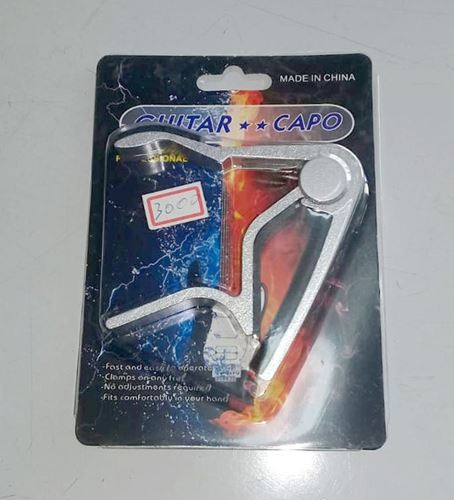 MADE IN CHINA
GUITAR ★★ CAPO
3000
-Fast and easy to operate
-Clamps on any fret
-No adjustments required
-Fits comfortably in your hand